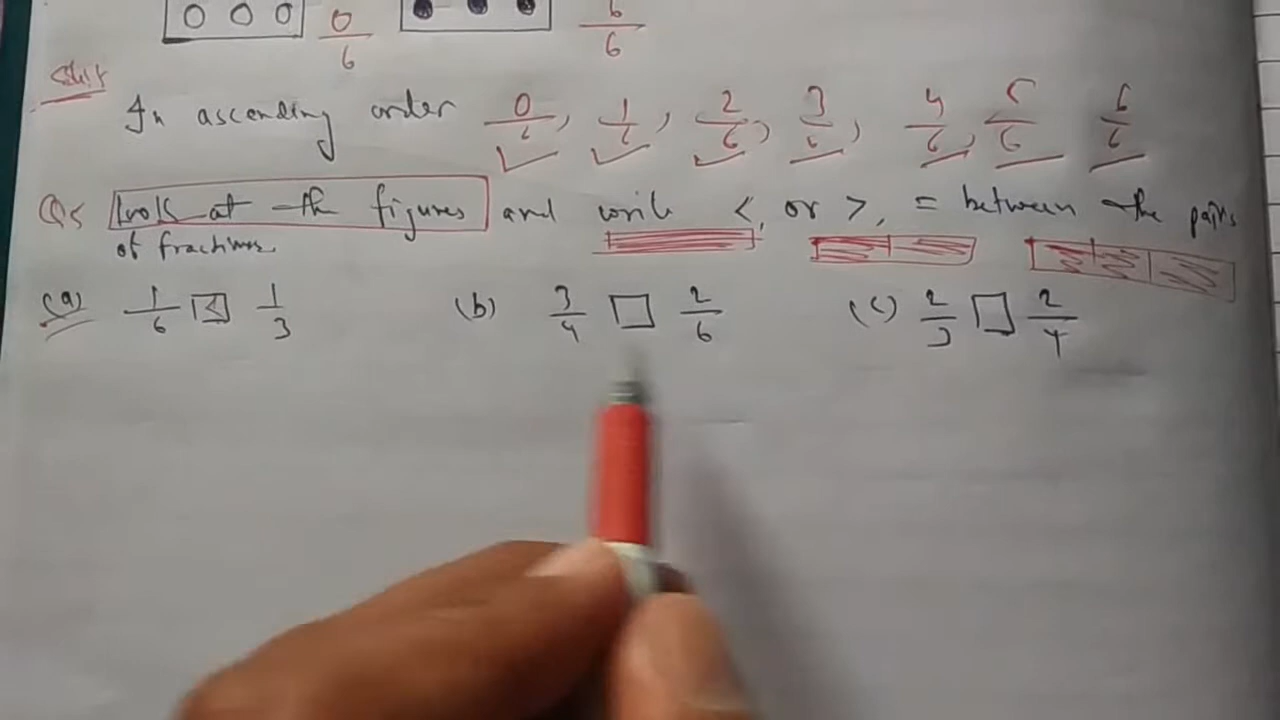 0/6 6/6
In ascending order 0/6, 1/6, 2/6, 3/6, 4/6, 5/6 6/6
Q5 Look at the figures and write <, or >, = between the pairs
of fractions.
(a) 1/6 < 1/3 (b) 3/4 □ 2/6 (c) 2/3 □ 2/4